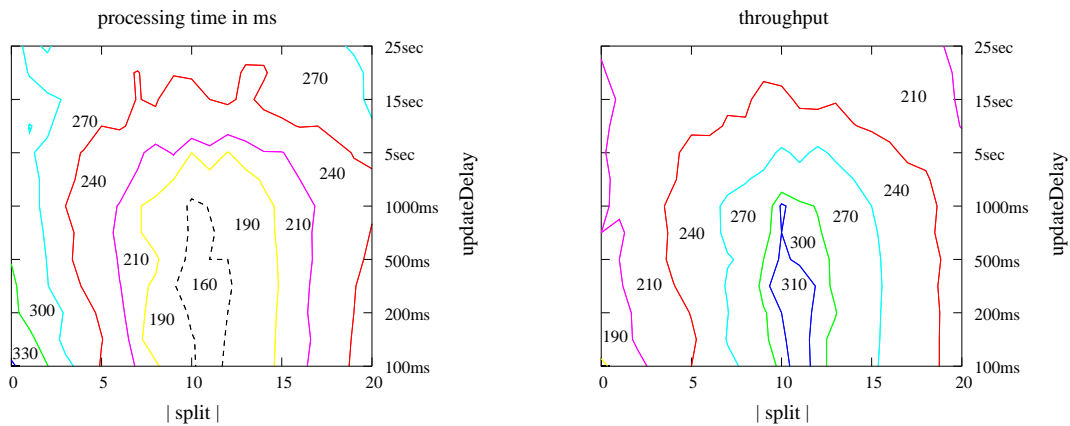 processing time in ms
25sec
270
15sec
270
270
5sec
240
240
1000ms
190
210
210
500ms
160
300
190
200ms
330
100ms
0 5 10 15 20
| split |
updateDelay
throughput
25sec
210
15sec
5sec
240
1000ms
270
270
240
300
500ms
210
310
200ms
190
100ms
0 5 10 15 20
| split |
updateDelay